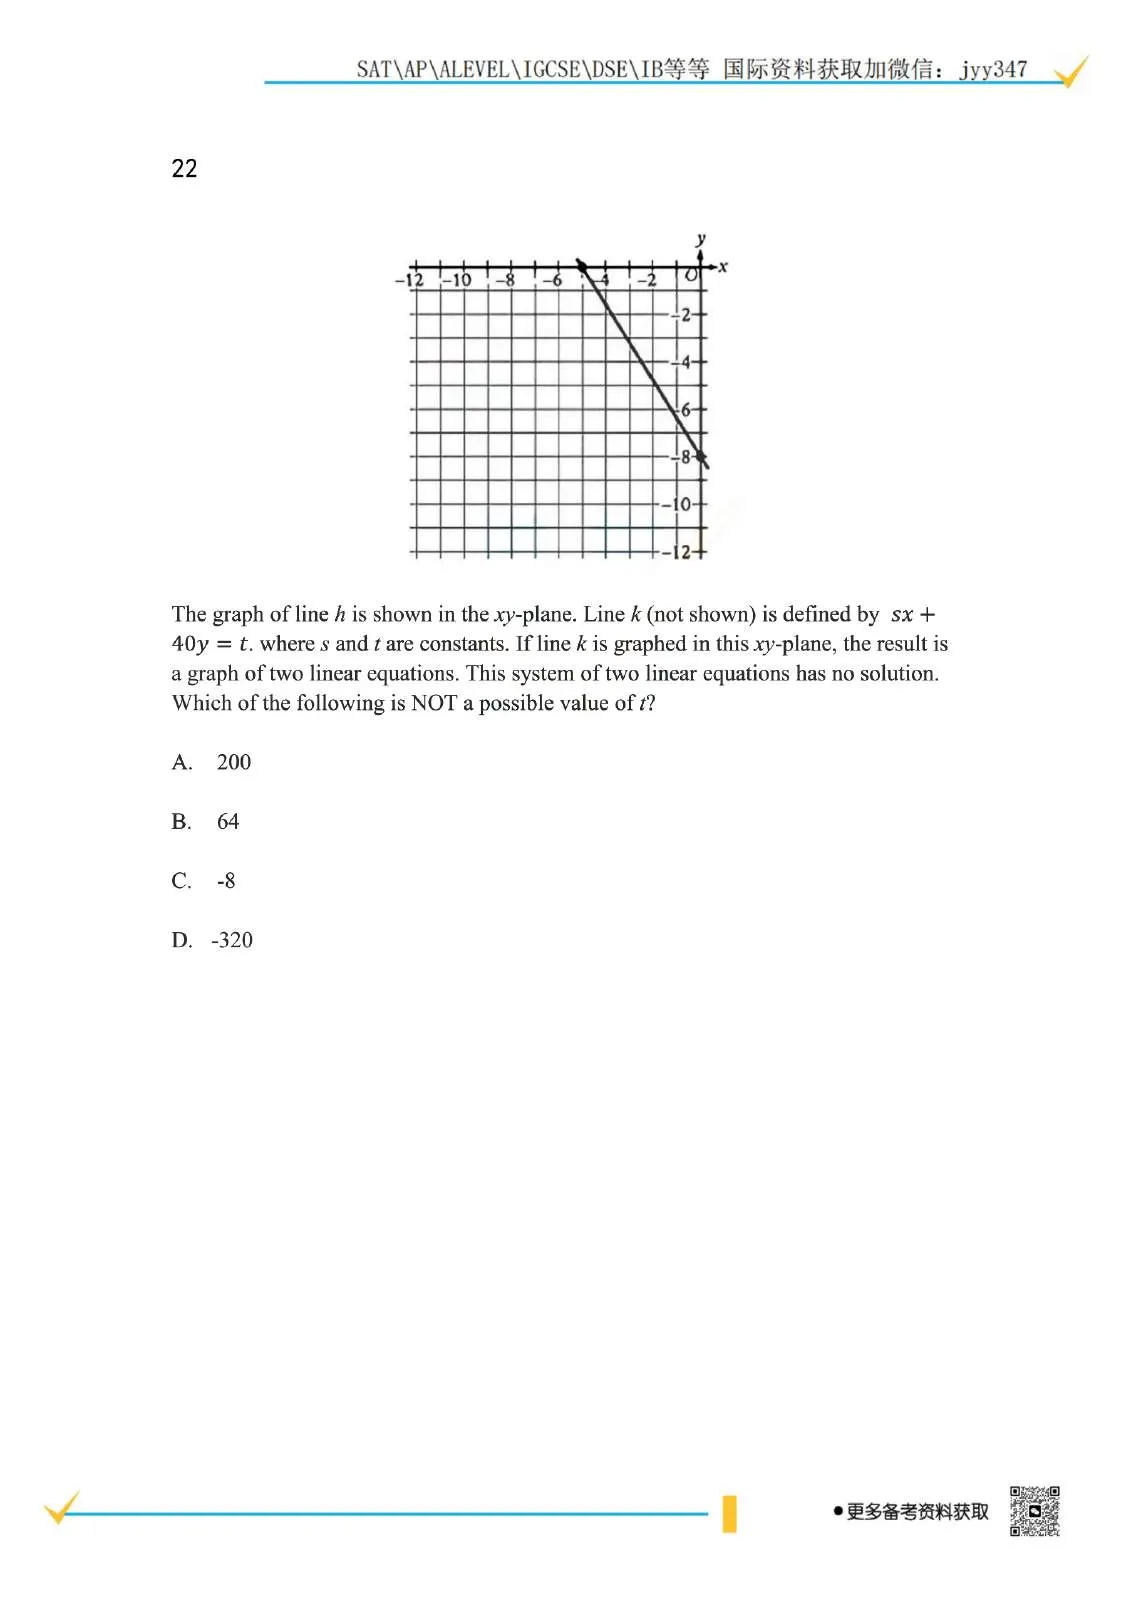 SAT\AP\ALEVEL\IGCSE\DSE\IB等等 国际资料获取加微信：jyy347
22
y
x
-12 -10 -8 -6 -4 -2 O
-2
-4
-6
-8
-10
-12
The graph of line h is shown in the xy-plane. Line k (not shown) is defined by sx +
40y = t. where s and t are constants. If line k is graphed in this xy-plane, the result is
a graph of two linear equations. This system of two linear equations has no solution.
Which of the following is NOT a possible value of t?
A. 200
B. 64
C. -8
D. -320
●更多备考资料获取